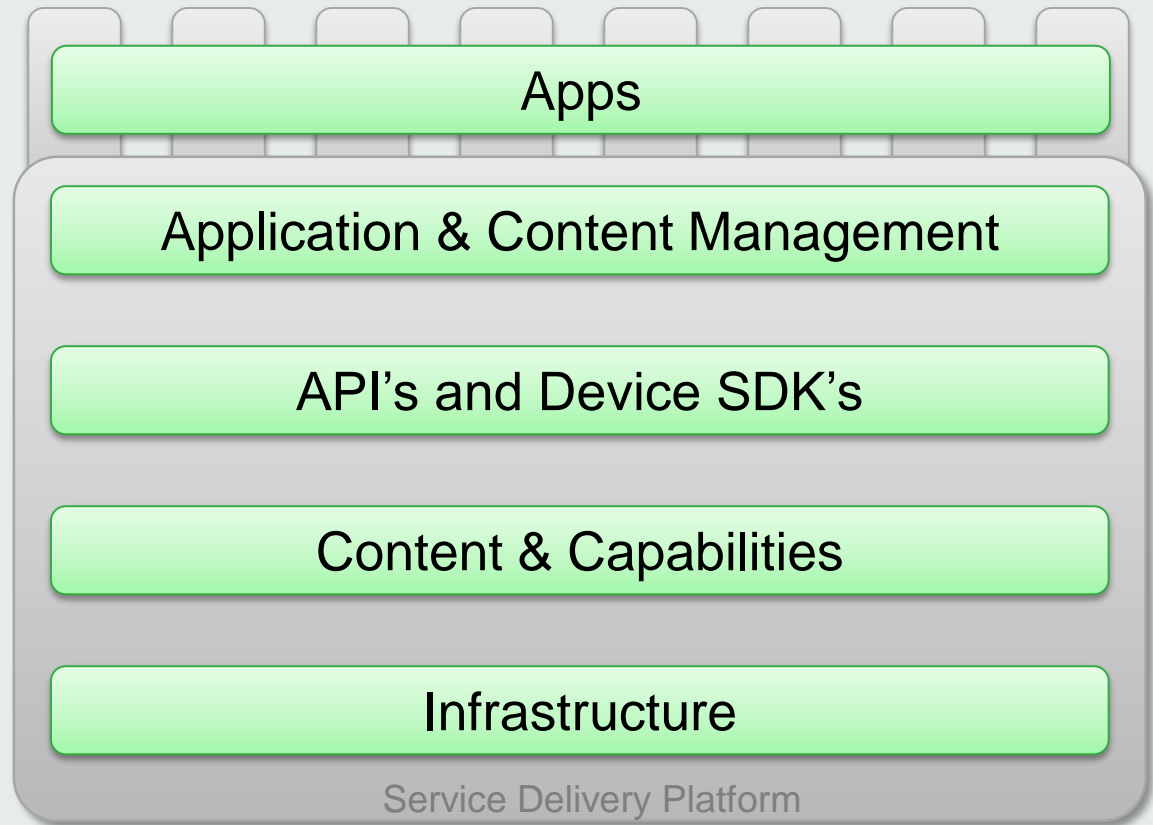 Apps
Application & Content Management
API’s and Device SDK’s
Content & Capabilities
Infrastructure
Service Delivery Platform